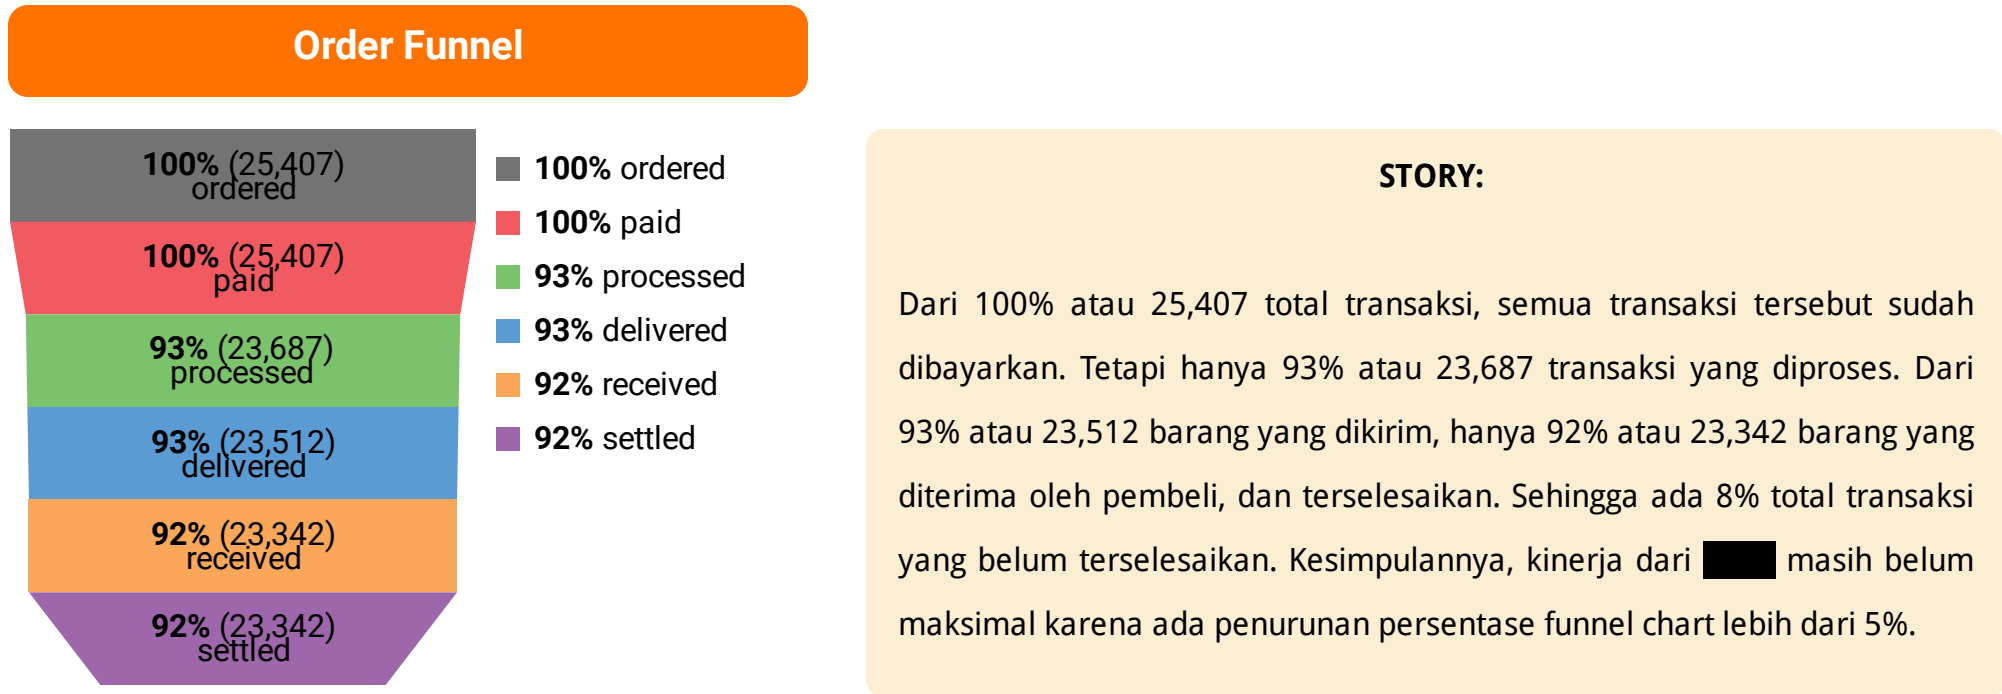 Order Funnel
100% (25,407)
ordered
100% (25,407)
paid
93% (23,687)
processed
93% (23,512)
delivered
92% (23,342)
received
92% (23,342)
settled
100% ordered
100% paid
93% processed
93% delivered
92% received
92% settled
STORY:
Dari 100% atau 25,407 total transaksi, semua transaksi tersebut sudah
dibayarkan. Tetapi hanya 93% atau 23,687 transaksi yang diproses. Dari
93% atau 23,512 barang yang dikirim, hanya 92% atau 23,342 barang yang
diterima oleh pembeli, dan terselesaikan. Sehingga ada 8% total transaksi
yang belum terselesaikan. Kesimpulannya, kinerja dari masih belum
maksimal karena ada penurunan persentase funnel chart lebih dari 5%.